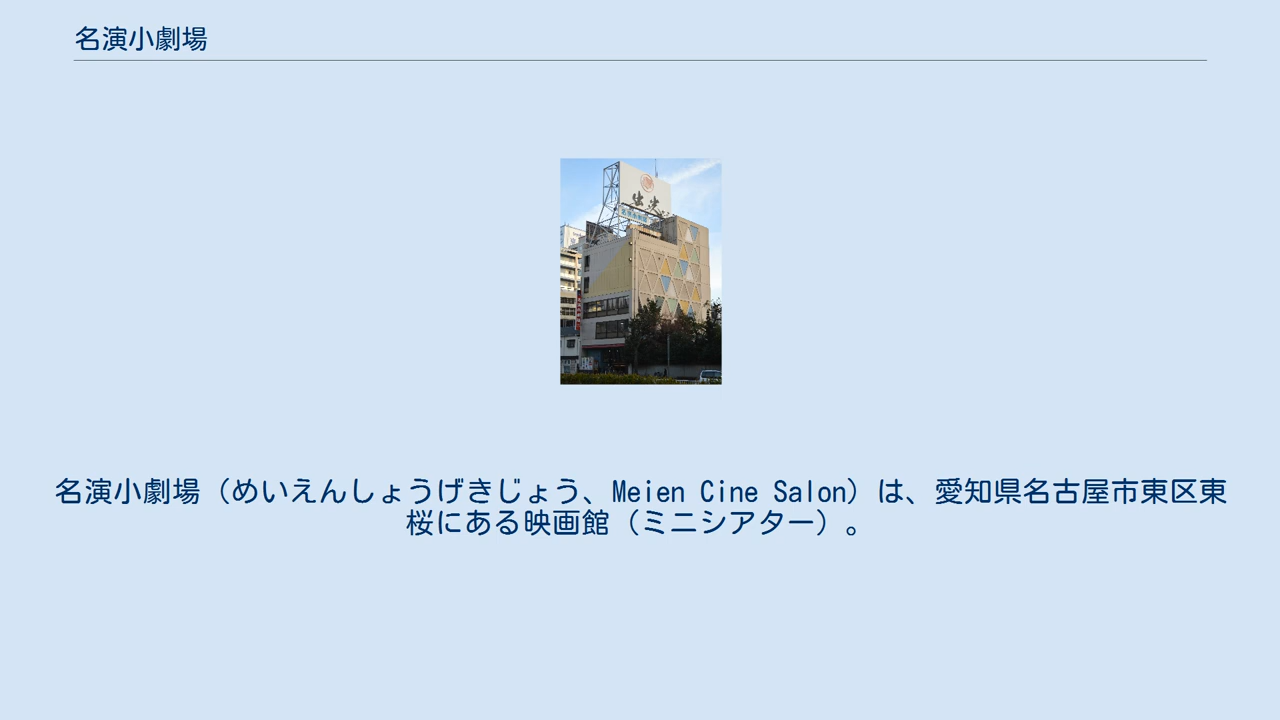 名演小劇場
名演小劇場（めいえんしょうげきじょう、Meien Cine Salon）は、愛知県名古屋市東区東
桜にある映画館（ミニシアター）。